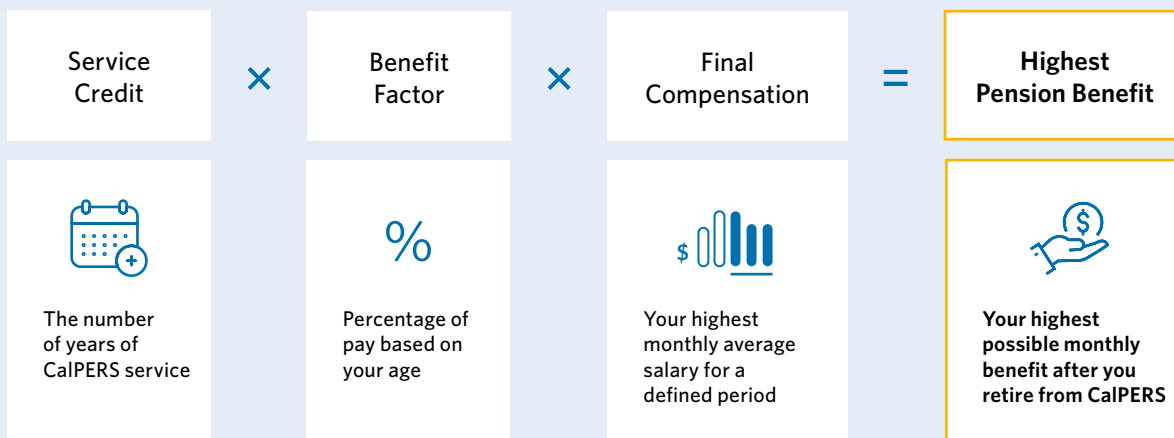 Service
Credit
×
Benefit
Factor
×
Final
Compensation
=
Highest
Pension Benefit
The number
of years of
CalPERS service
%
Percentage of
pay based on
your age
$
Your highest
monthly average
salary for a
defined period
$
Your highest
possible monthly
benefit after you
retire from CalPERS